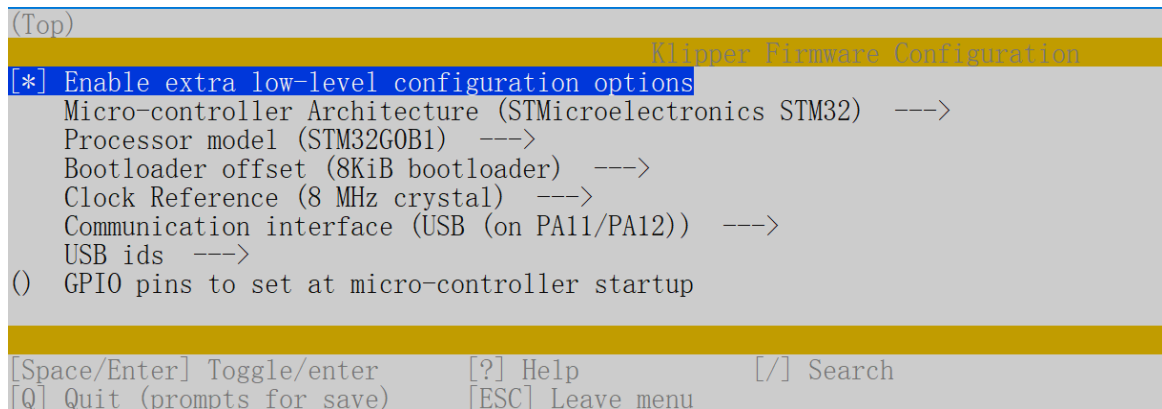 (Top)
Klipper Firmware Configuration
[*] Enable extra low-level configuration options
Micro-controller Architecture (STMicroelectronics STM32) --->
Processor model (STM32G0B1) --->
Bootloader offset (8KiB bootloader) --->
Clock Reference (8 MHz crystal) --->
Communication interface (USB (on PA11/PA12)) --->
USB ids --->
() GPIO pins to set at micro-controller startup
[Space/Enter] Toggle/enter [?] Help [/] Search
[Q] Quit (prompts for save) [ESC] Leave menu